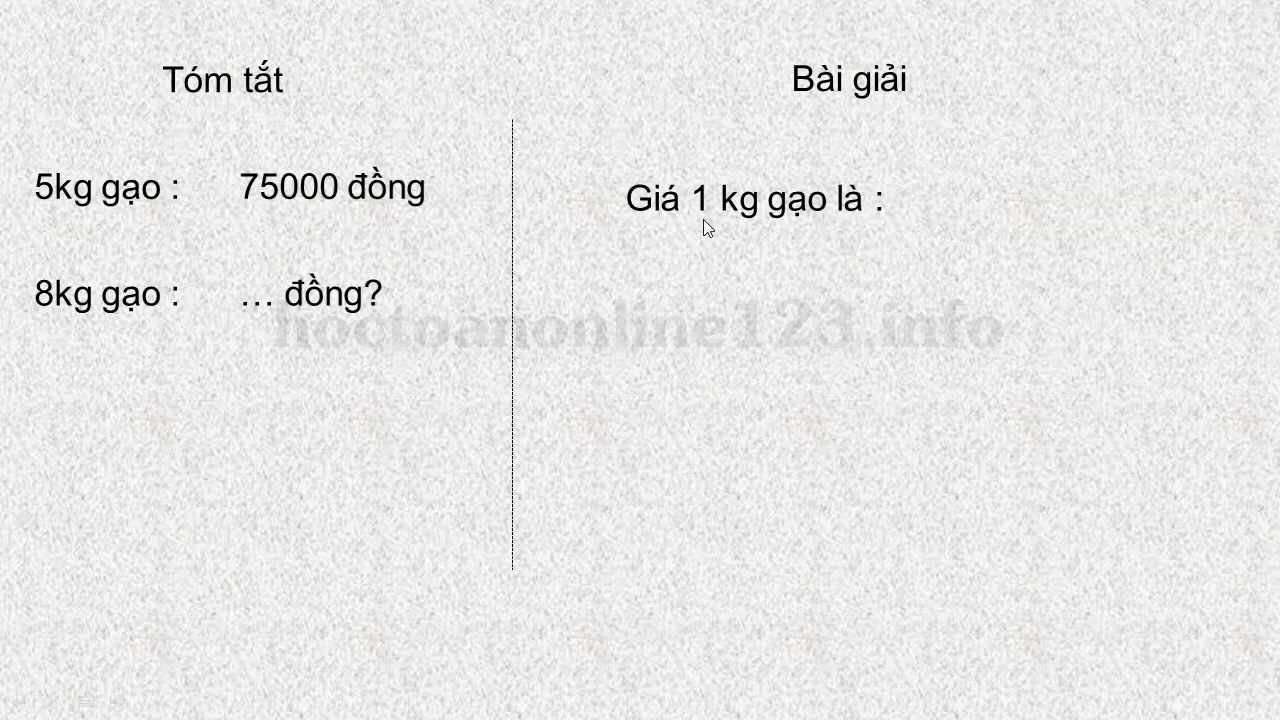 Tóm tắt
5kg gạo : 75000 đồng
8kg gạo : … đồng?
Bài giải
Giá 1 kg gạo là :
hoctoanonline123.info